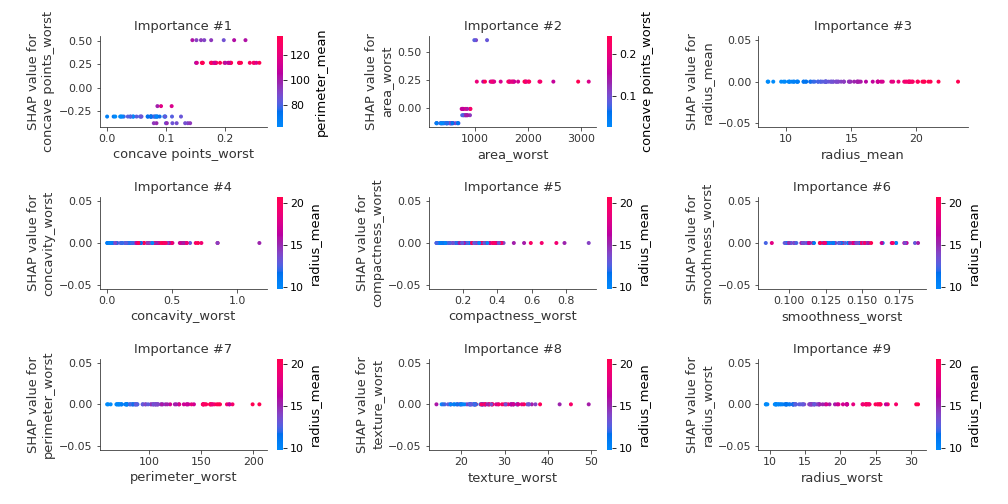 Importance #1
SHAP value for
concave points_worst
0.50
0.25
0.00
−0.25
0.0
0.1
0.2
concave points_worst
120
100
80
perimeter_mean
Importance #2
SHAP value for
area_worst
0.50
0.25
0.00
1000
2000
3000
area_worst
0.2
0.1
concave points_worst
Importance #3
SHAP value for
radius_mean
0.05
0.00
−0.05
10
15
20
radius_mean
Importance #4
SHAP value for
concavity_worst
0.05
0.00
−0.05
0.0
0.5
1.0
concavity_worst
20
15
10
radius_mean
Importance #5
SHAP value for
compactness_worst
0.05
0.00
−0.05
0.2
0.4
0.6
0.8
compactness_worst
20
15
10
radius_mean
Importance #6
SHAP value for
smoothness_worst
0.05
0.00
−0.05
0.100
0.125
0.150
0.175
smoothness_worst
20
15
10
radius_mean
Importance #7
SHAP value for
perimeter_worst
0.05
0.00
−0.05
100
150
200
perimeter_worst
20
15
10
radius_mean
Importance #8
SHAP value for
texture_worst
0.05
0.00
−0.05
20
30
40
50
texture_worst
20
15
10
radius_mean
Importance #9
SHAP value for
radius_worst
0.05
0.00
−0.05
10
15
20
25
30
radius_worst
20
15
10
radius_mean